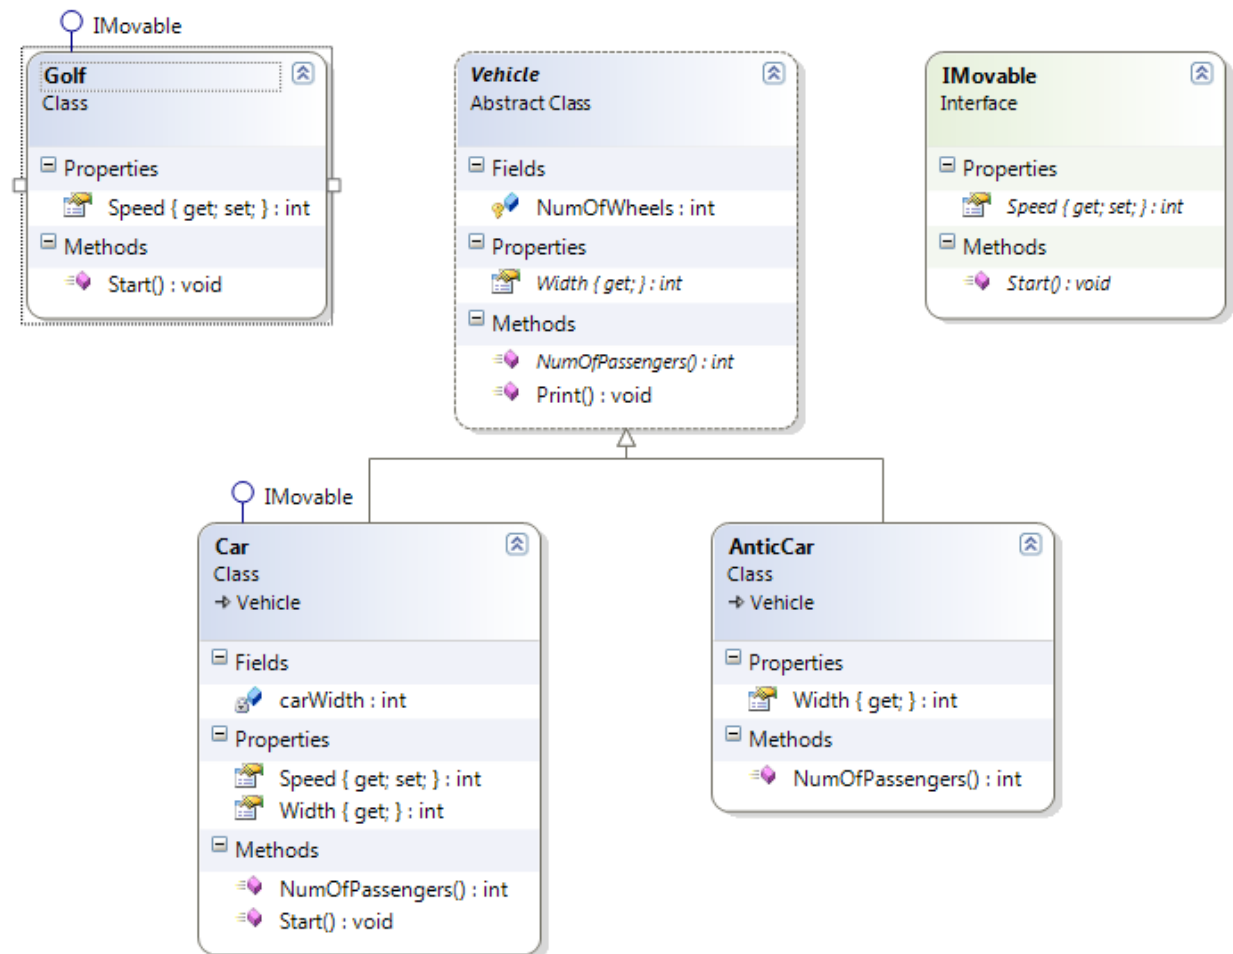 IMovable
Golf
Class
Properties
Speed { get; set; } : int
Methods
Start() : void
Vehicle
Abstract Class
Fields
NumOfWheels : int
Properties
Width { get; } : int
Methods
NumOfPassengers() : int
Print() : void
IMovable
Interface
Properties
Speed { get; set; } : int
Methods
Start() : void
IMovable
Car
Class
Vehicle
Fields
carWidth : int
Properties
Speed { get; set; } : int
Width { get; } : int
Methods
NumOfPassengers() : int
Start() : void
AnticCar
Class
Vehicle
Properties
Width { get; } : int
Methods
NumOfPassengers() : int